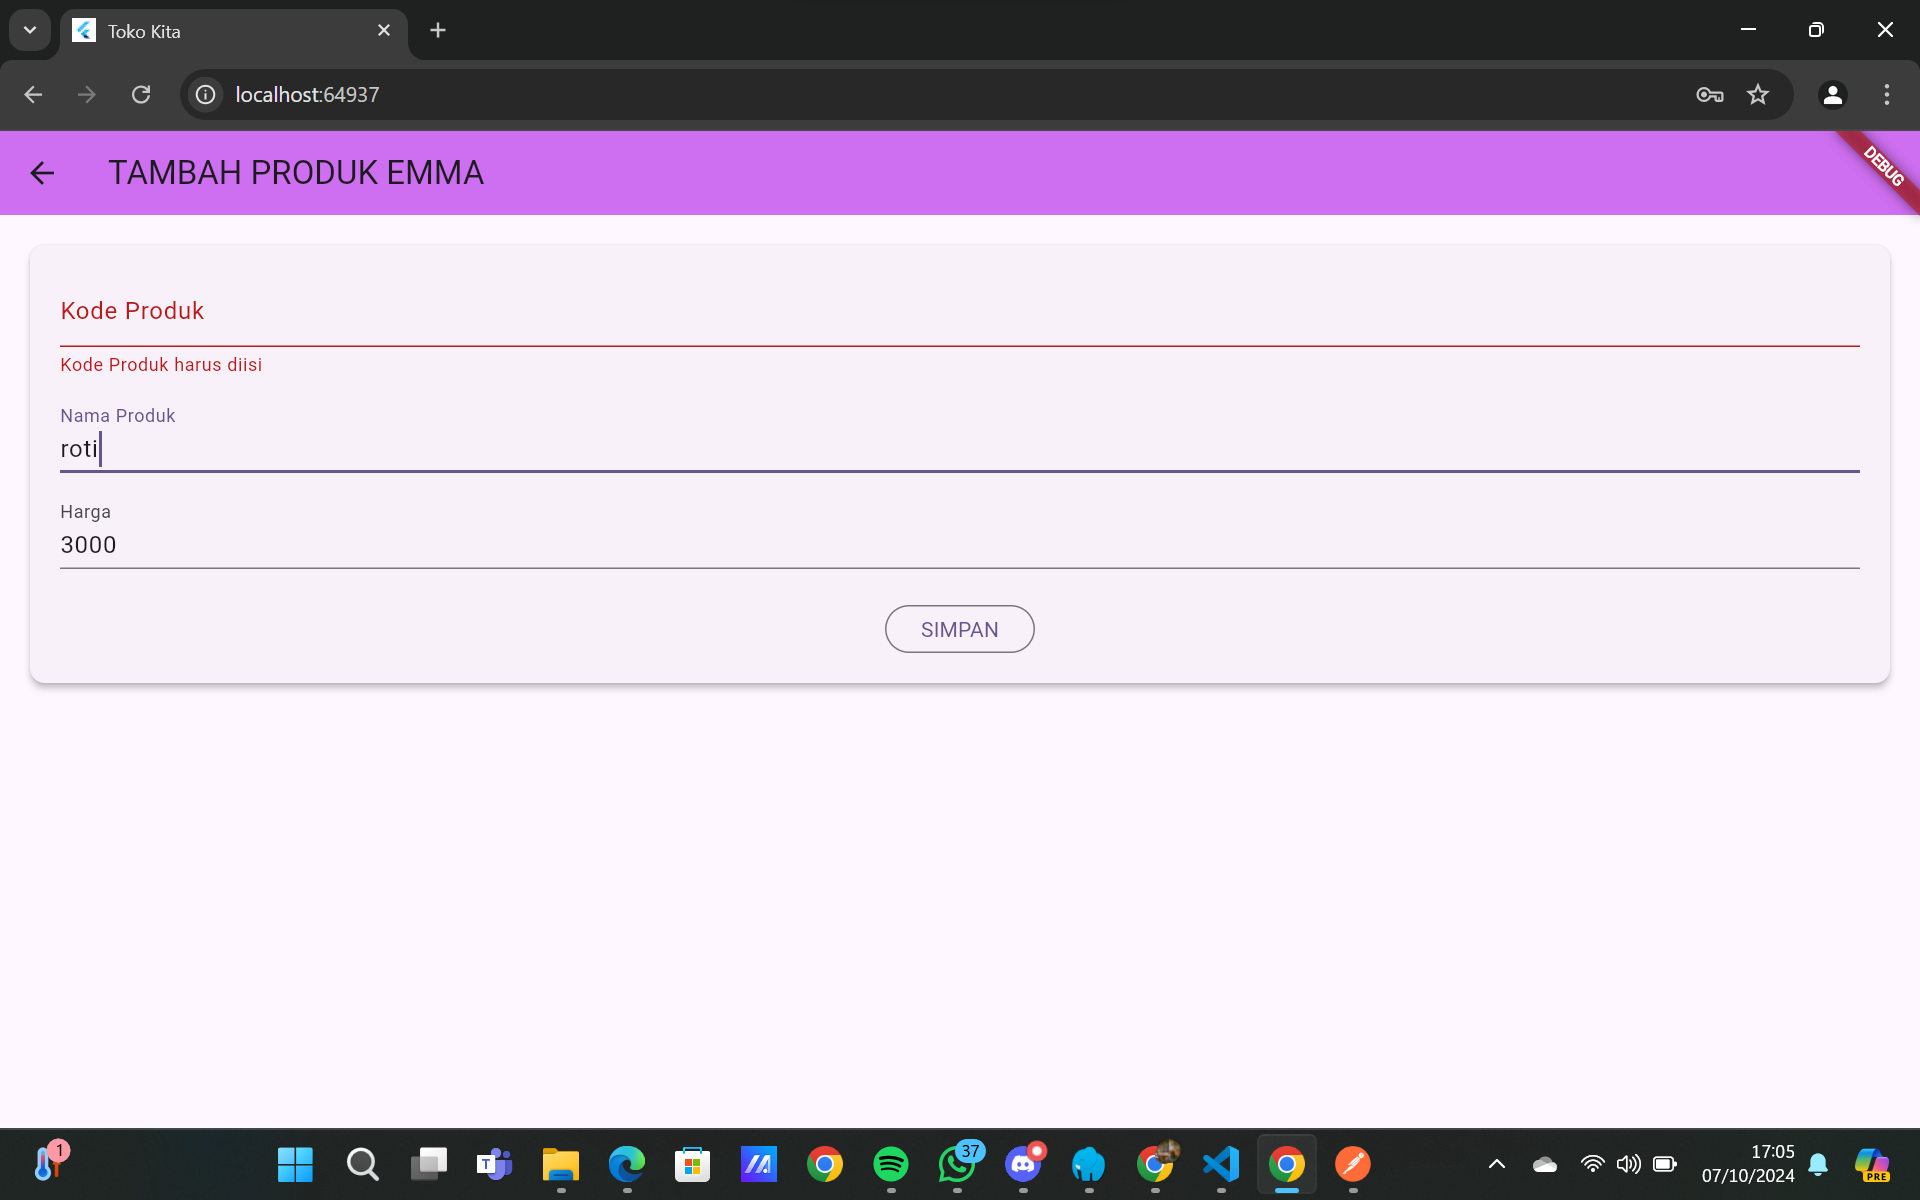 Toko Kita
localhost:64937
TAMBAH PRODUK EMMA
DEBUG
Kode Produk
Kode Produk harus diisi
Nama Produk
roti
Harga
3000
SIMPAN
1
T
37
17:05
07/10/2024
PRE